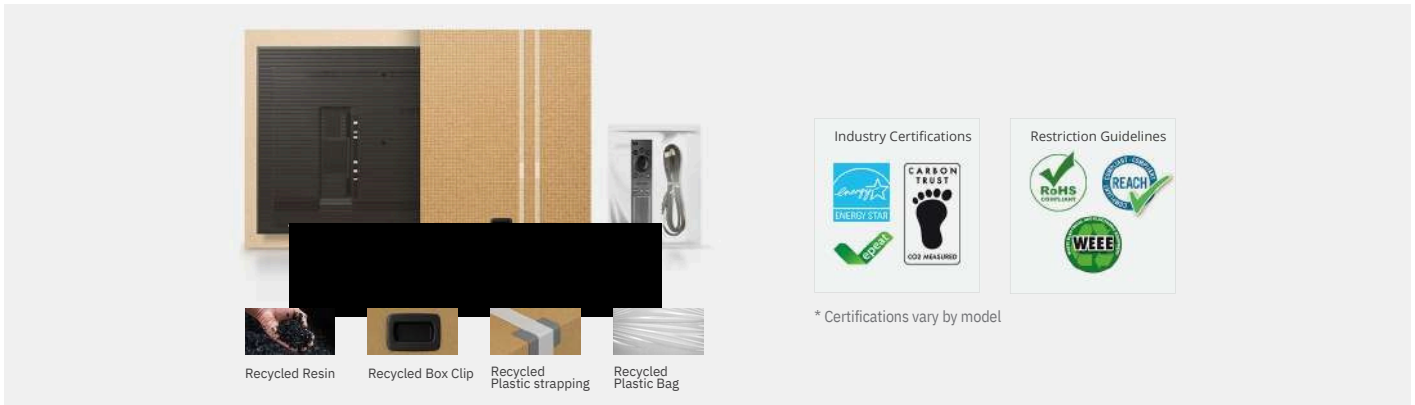 Industry Certifications
energy
ENERGY STAR
CARBON
TRUST
CO2 MEASURED
epeat
Restriction Guidelines
RoHS
COMPLIANT
REACH
WEEE
* Certifications vary by model
Recycled Resin
Recycled Box Clip
Recycled
Plastic strapping
Recycled
Plastic Bag